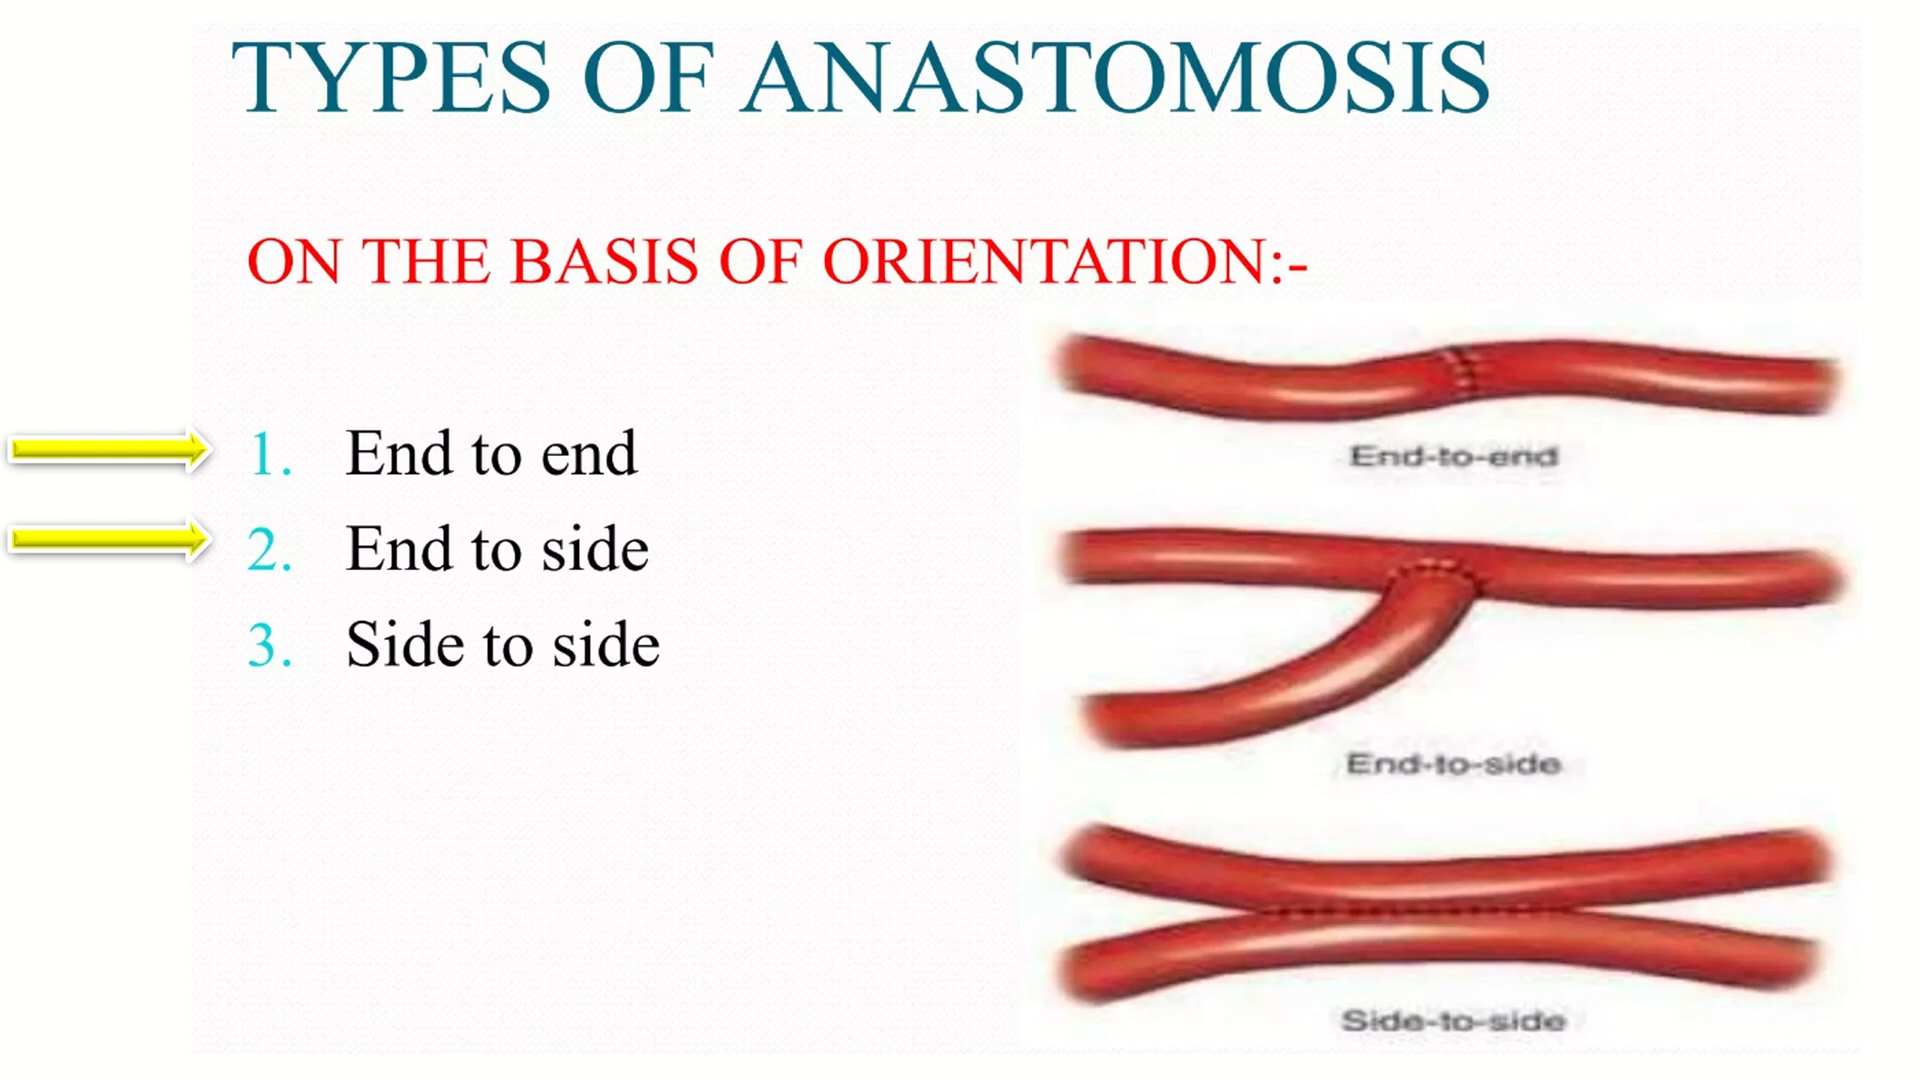 TYPES OF ANASTOMOSIS
ON THE BASIS OF ORIENTATION:-
1. End to end
2. End to side
3. Side to side
End-to-end
End-to-side
Side-to-side